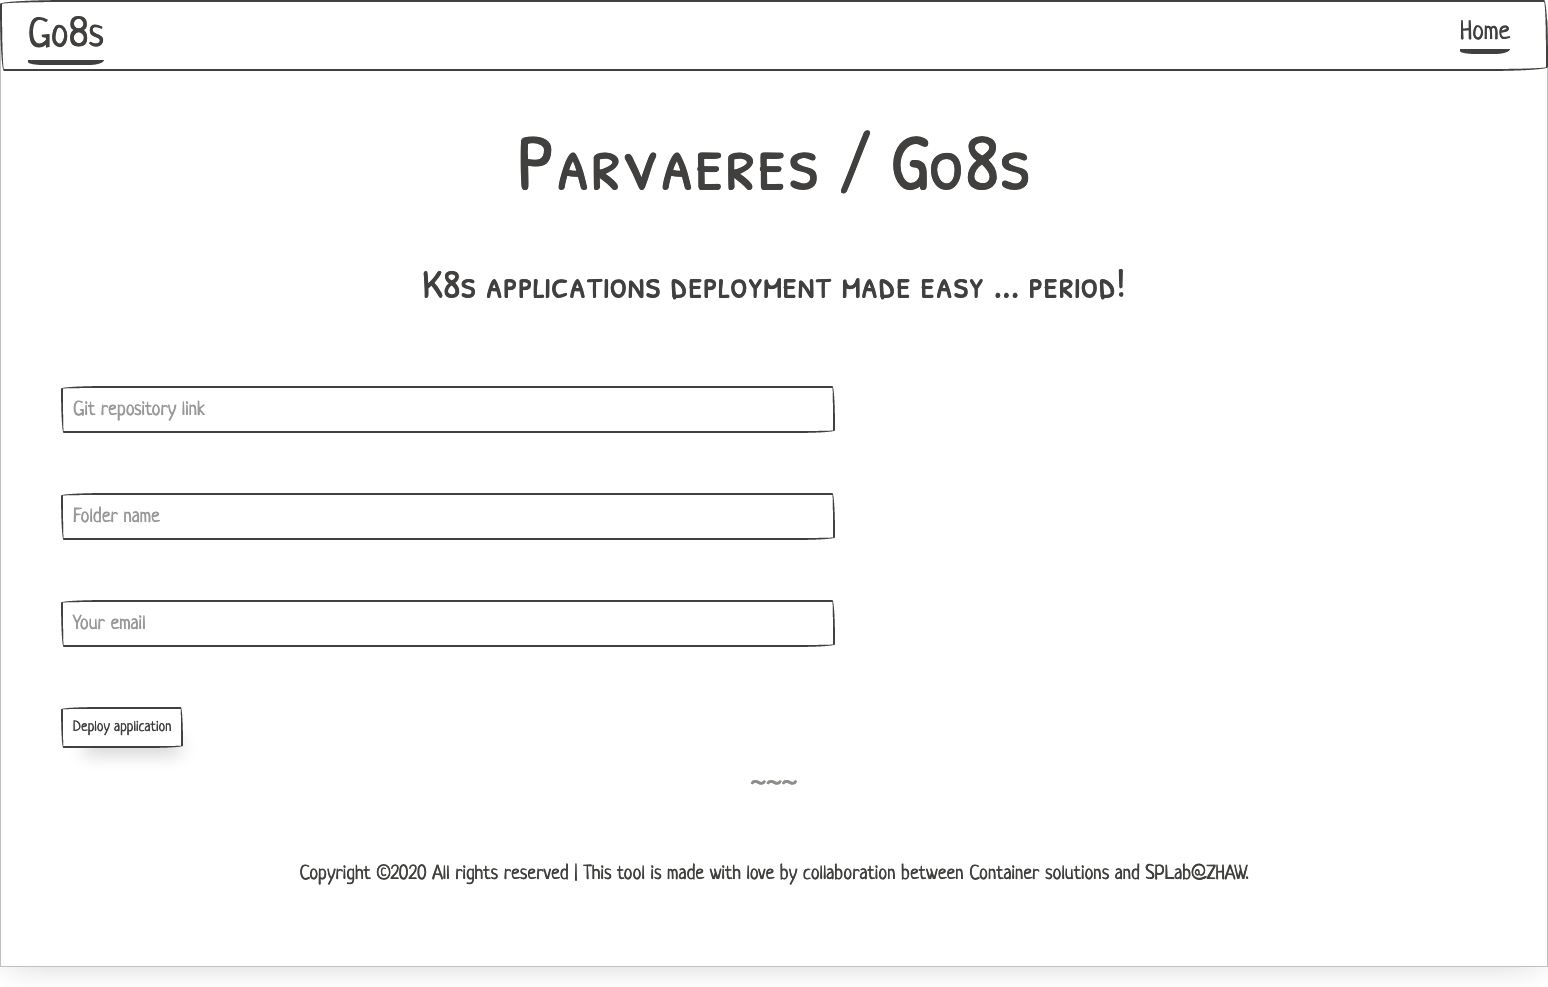 Go8s
Home
Parvaeres / Go8s
K8s applications deployment made easy ... period!
Git repository link
Folder name
Your email
Deploy application
~~~
Copyright ©2020 All rights reserved | This tool is made with love by collaboration between Container solutions and SPLab@ZHAW.